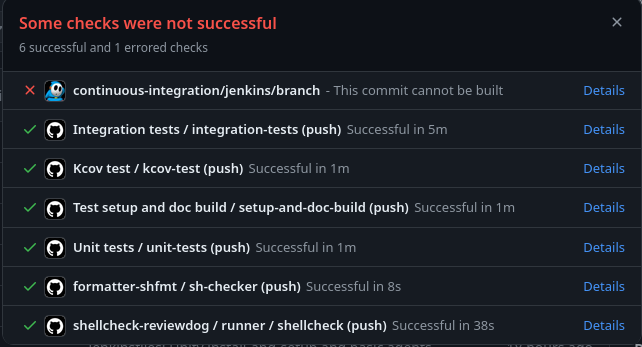 Some checks were not successful
6 successful and 1 errored checks
continuous-integration/jenkins/branch - This commit cannot be built Details
Integration tests / integration-tests (push) Successful in 5m Details
Kcov test / kcov-test (push) Successful in 1m Details
Test setup and doc build / setup-and-doc-build (push) Successful in 1m Details
Unit tests / unit-tests (push) Successful in 1m Details
formatter-shfmt / sh-checker (push) Successful in 8s Details
shellcheck-reviewdog / runner / shellcheck (push) Successful in 38s Details